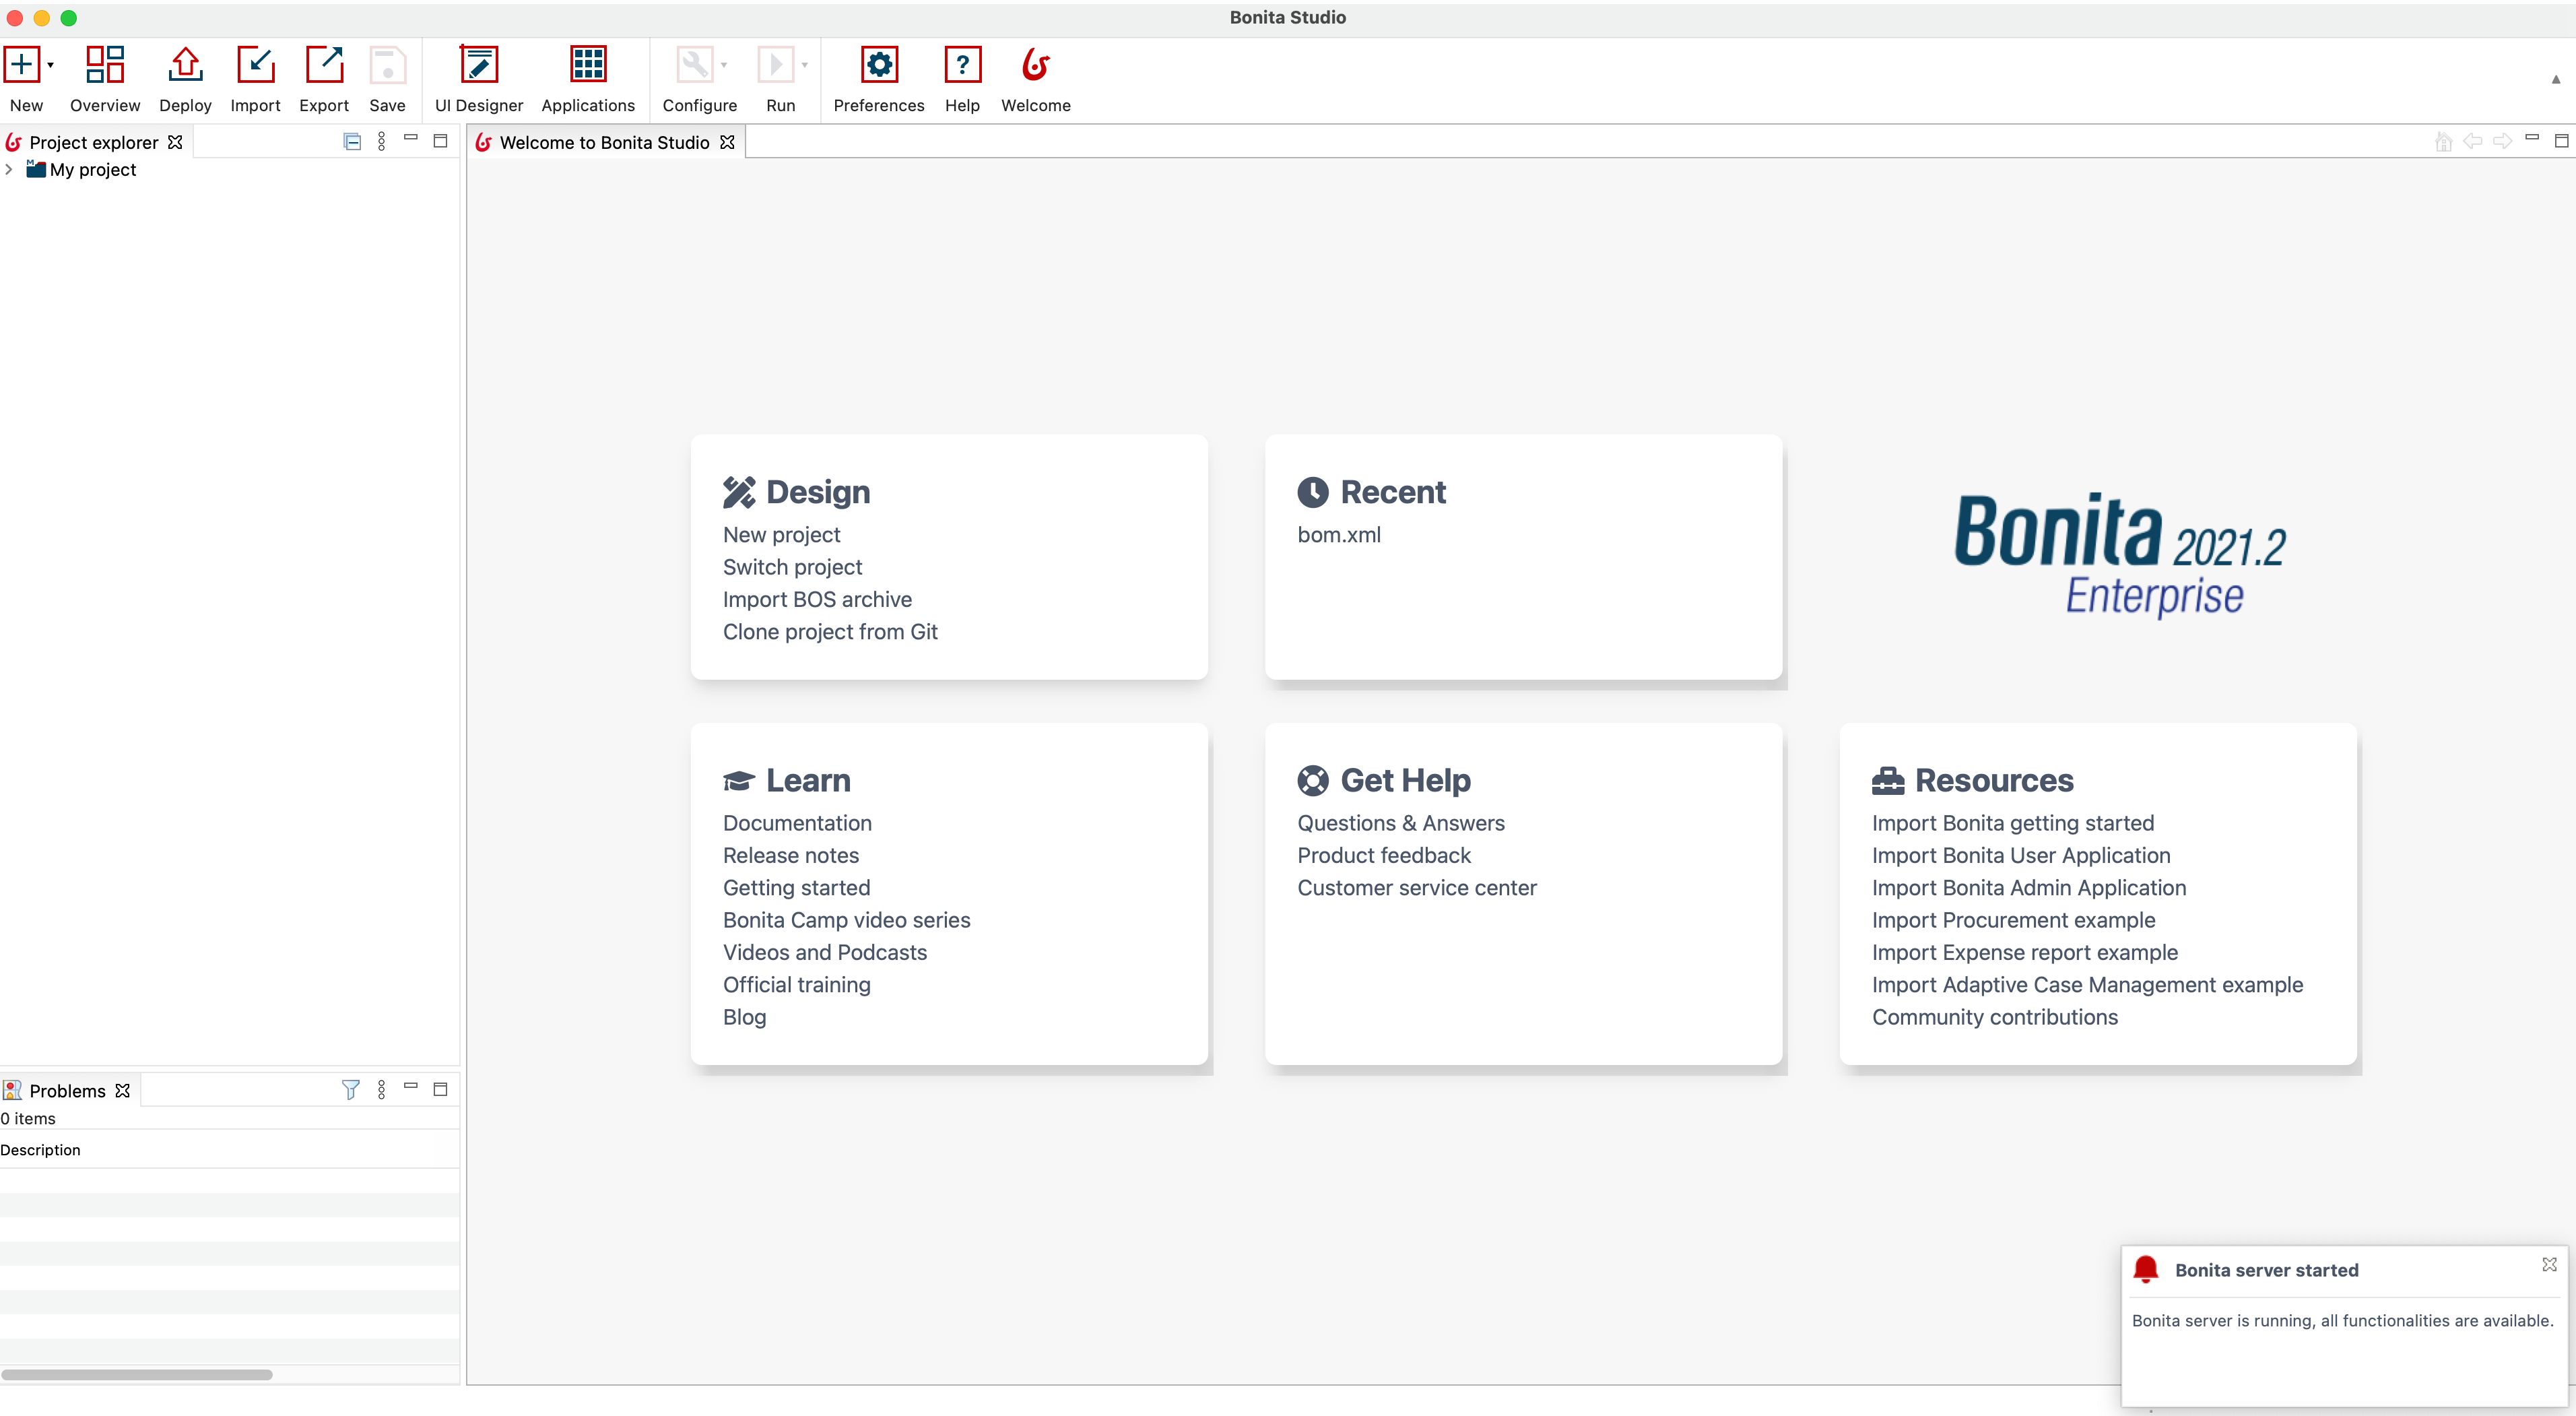 Bonita Studio
New
Overview
Deploy
Import
Export
Save
UI Designer
Applications
Configure
Run
Preferences
Help
Welcome
Project explorer
My project
Welcome to Bonita Studio
Design
New project
Switch project
Import BOS archive
Clone project from Git
Recent
bom.xml
Bonita 2021.2
Enterprise
Learn
Documentation
Release notes
Getting started
Bonita Camp video series
Videos and Podcasts
Official training
Blog
Get Help
Questions & Answers
Product feedback
Customer service center
Resources
Import Bonita getting started
Import Bonita User Application
Import Bonita Admin Application
Import Procurement example
Import Expense report example
Import Adaptive Case Management example
Community contributions
Problems
0 items
Description
Bonita server started
Bonita server is running, all functionalities are available.